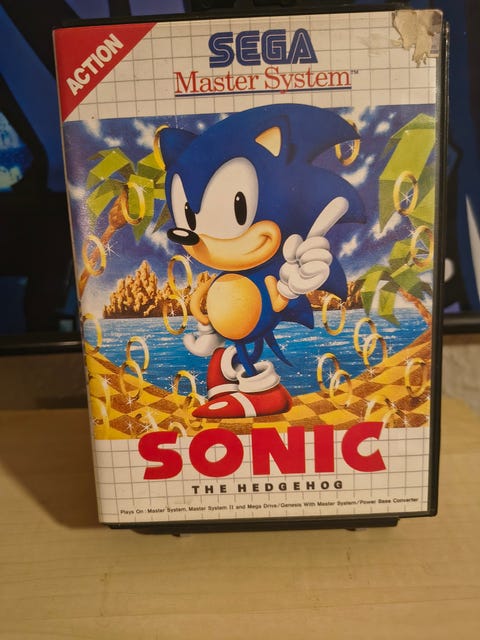 ACTION
SEGA
Master System™
SONIC
THE HEDGEHOG
Plays On : Master System, Master System II and Mega Drive/Genesis With Master System/Power Base Converter